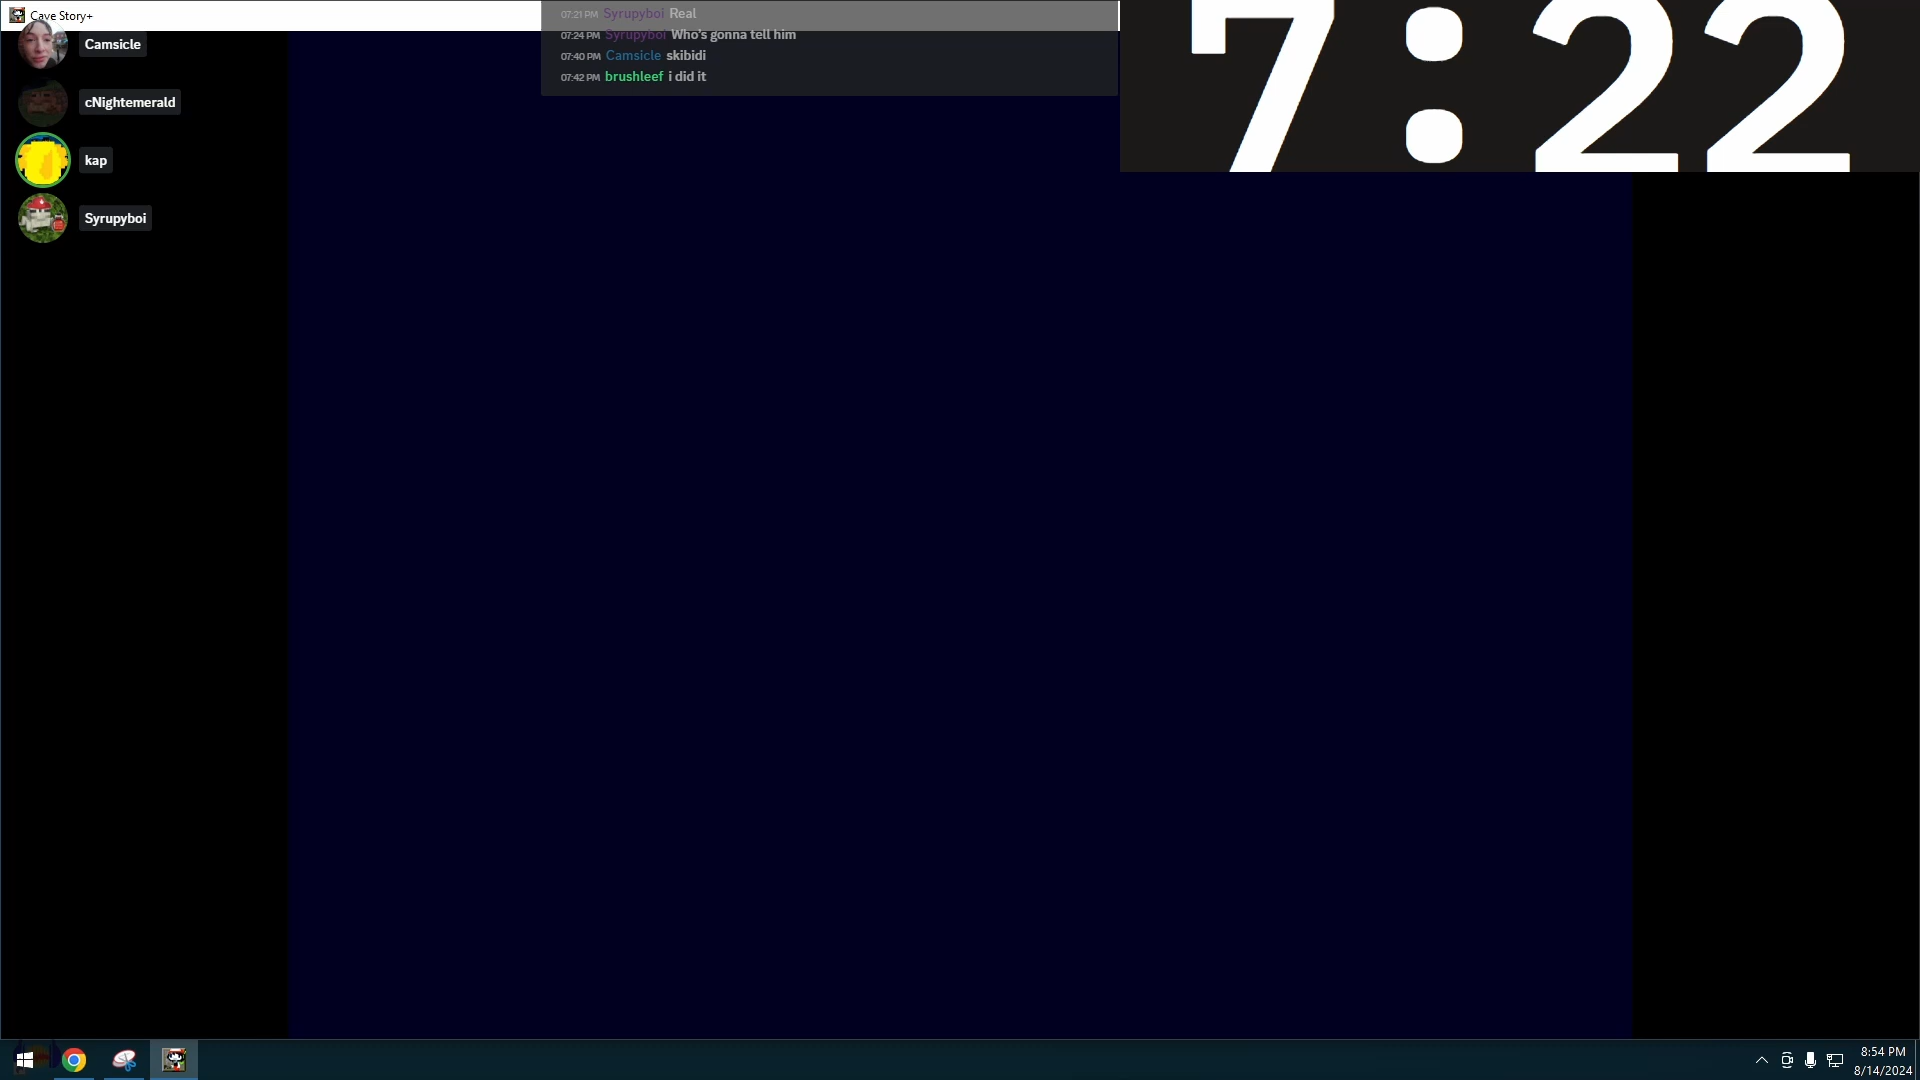 Cave Story+
07:21 PM Syrupyboi Real
07:24 PM Syrupyboi Who's gonna tell him
07:40 PM Camsicle skibidi
07:42 PM brushleef i did it
7:22
Camsicle
cNightemerald
kap
Syrupyboi
8:54 PM
8/14/2024